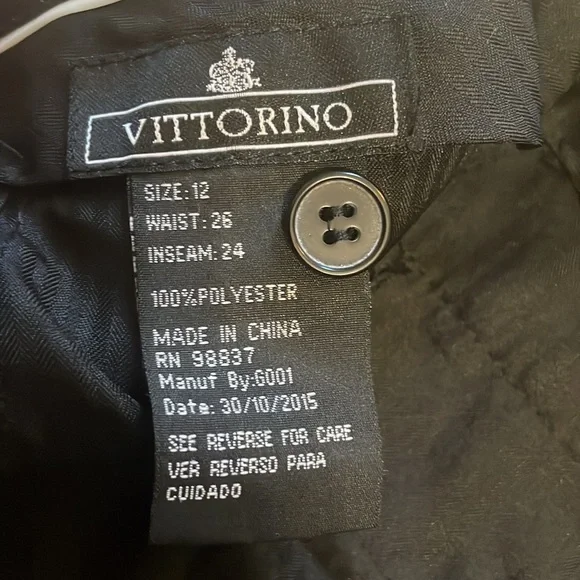 VITTORINO
SIZE:12
WAIST:26
INSEAM:24
100%POLYESTER
MADE IN CHINA
RN 98837
Manuf By:G001
Date: 30/10/2015
SEE REVERSE FOR CARE
VER REVERSO PARA
CUIDADO